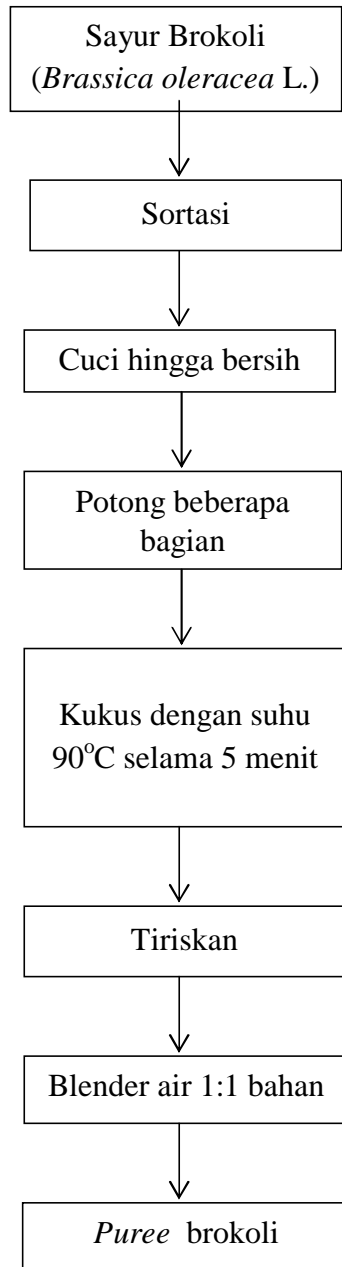 Sayur Brokoli
(Brassica oleracea L.)
Sortasi
Cuci hingga bersih
Potong beberapa
bagian
Kukus dengan suhu
90°C selama 5 menit
Tiriskan
Blender air 1:1 bahan
Puree brokoli